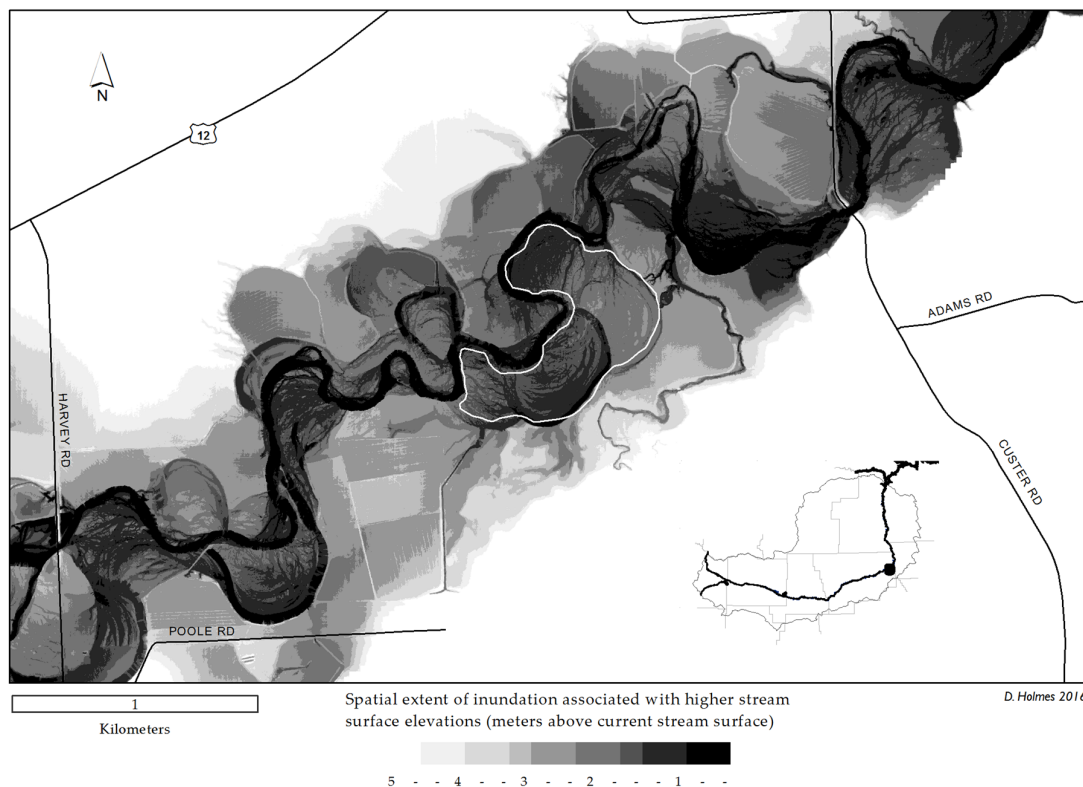 N
12
HARVEY RD
POOLE RD
ADAMS RD
CUSTER RD
1
Kilometers
Spatial extent of inundation associated with higher stream
surface elevations (meters above current stream surface)
D. Holmes 2016
5 - - 4 - - 3 - - 2 - - 1 - -